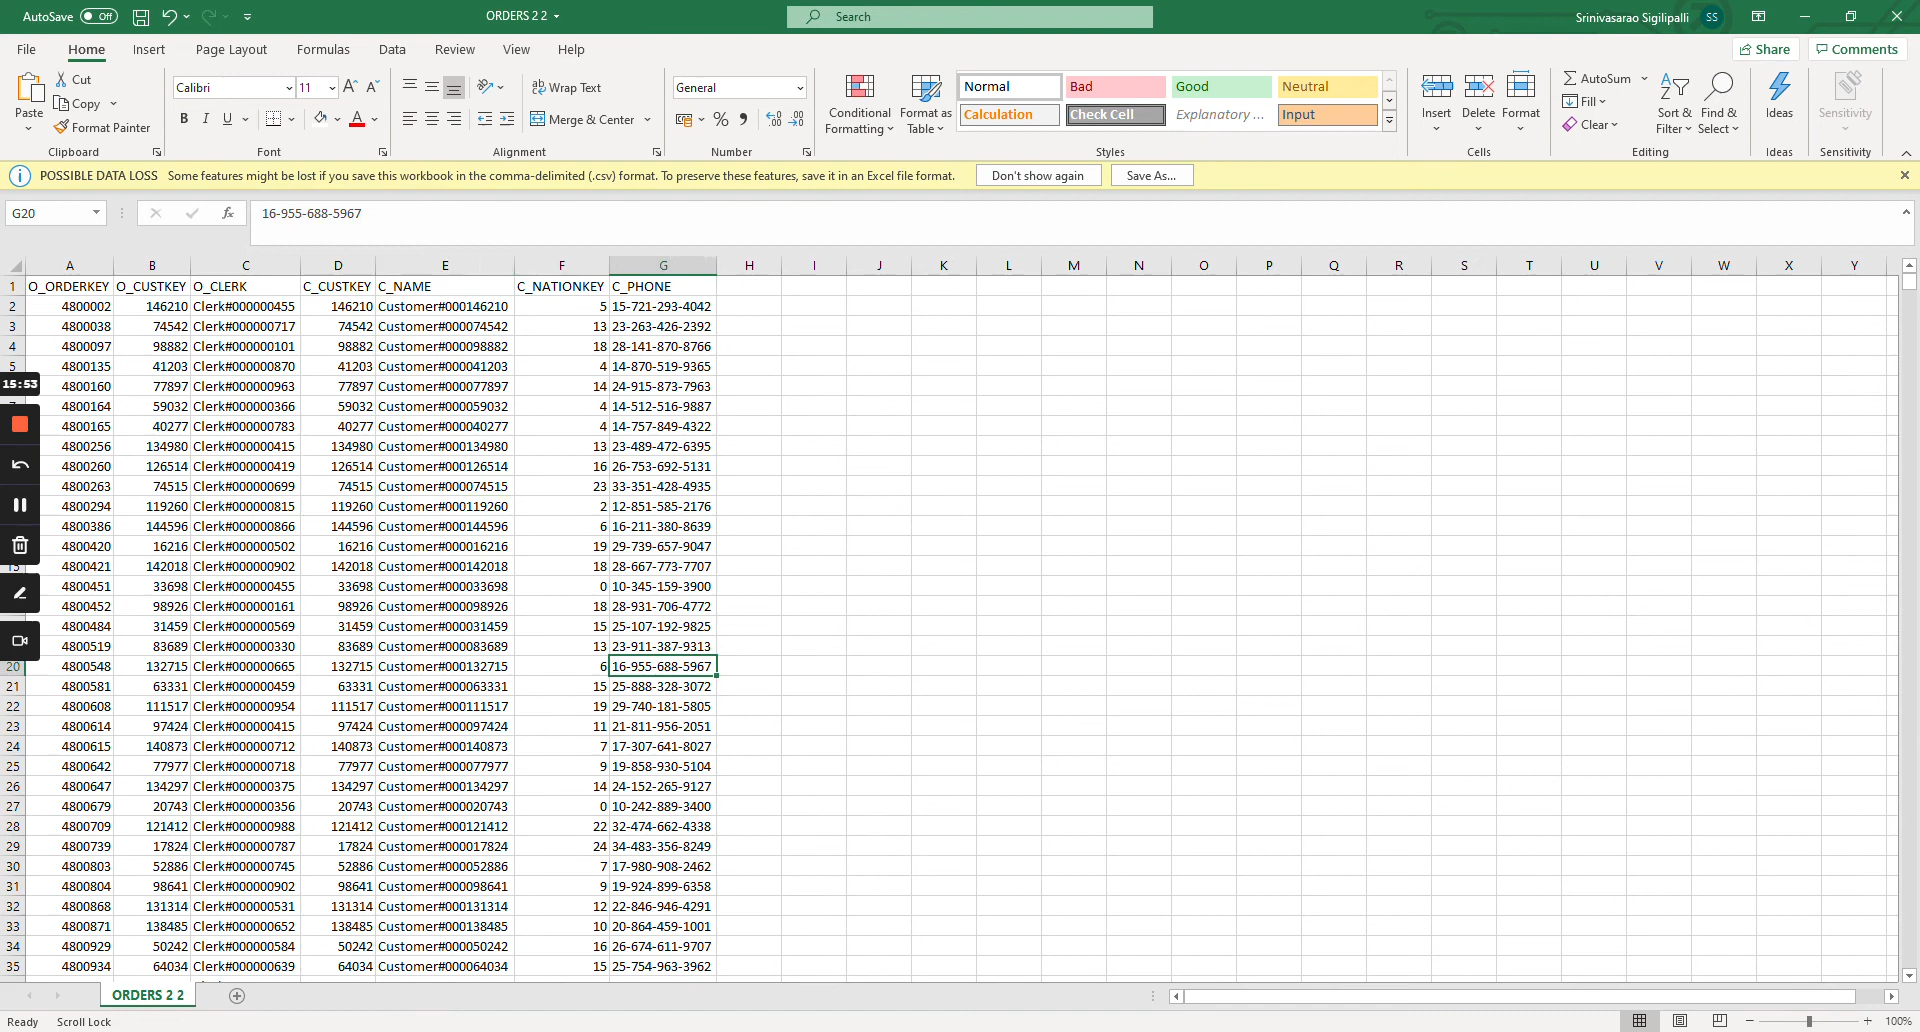 AutoSave Off ORDERS 2 2 Search Srinivasarao Sigilipalli SS
File Home Insert Page Layout Formulas Data Review View Help Share Comments
Paste Cut Copy Format Painter Clipboard
Calibri 11 B I U A Font
Wrap Text Merge & Center Alignment
General % Number
Conditional Formatting Format as Table Normal Bad Good Neutral Calculation Check Cell Explanatory ... Input Styles
Insert Delete Format Cells
AutoSum Fill Clear Sort & Filter Find & Select Editing
Ideas Ideas
Sensitivity Sensitivity
POSSIBLE DATA LOSS Some features might be lost if you save this workbook in the comma-delimited (.csv) format. To preserve these features, save it in an Excel file format. Don't show again Save As...
G20 fx 16-955-688-5967
A B C D E F G H I J K L M N O P Q R S T U V W X Y
1 O_ORDERKEY O_CUSTKEY O_CLERK C_CUSTKEY C_NAME C_NATIONKEY C_PHONE
2 4800002 146210 Clerk#000000455 146210 Customer#000146210 5 15-721-293-4042
3 4800038 74542 Clerk#000000717 74542 Customer#000074542 13 23-263-426-2392
4 4800097 98882 Clerk#000000101 98882 Customer#000098882 18 28-141-870-8766
5 4800135 41203 Clerk#000000870 41203 Customer#000041203 4 14-870-519-9365
15:53 4800160 77897 Clerk#000000963 77897 Customer#000077897 14 24-915-873-7963
4800164 59032 Clerk#000000366 59032 Customer#000059032 4 14-512-516-9887
4800165 40277 Clerk#000000783 40277 Customer#000040277 4 14-757-849-4322
4800256 134980 Clerk#000000415 134980 Customer#000134980 13 23-489-472-6395
4800260 126514 Clerk#000000419 126514 Customer#000126514 16 26-753-692-5131
4800263 74515 Clerk#000000699 74515 Customer#000074515 23 33-351-428-4935
4800294 119260 Clerk#000000815 119260 Customer#000119260 2 12-851-585-2176
4800386 144596 Clerk#000000866 144596 Customer#000144596 6 16-211-380-8639
4800420 16216 Clerk#000000502 16216 Customer#000016216 19 29-739-657-9047
15 4800421 142018 Clerk#000000902 142018 Customer#000142018 18 28-667-773-7707
4800451 33698 Clerk#000000455 33698 Customer#000033698 0 10-345-159-3900
4800452 98926 Clerk#000000161 98926 Customer#000098926 18 28-931-706-4772
4800484 31459 Clerk#000000569 31459 Customer#000031459 15 25-107-192-9825
4800519 83689 Clerk#000000330 83689 Customer#000083689 13 23-911-387-9313
20 4800548 132715 Clerk#000000665 132715 Customer#000132715 6 16-955-688-5967
21 4800581 63331 Clerk#000000459 63331 Customer#000063331 15 25-888-328-3072
22 4800608 111517 Clerk#000000954 111517 Customer#000111517 19 29-740-181-5805
23 4800614 97424 Clerk#000000415 97424 Customer#000097424 11 21-811-956-2051
24 4800615 140873 Clerk#000000712 140873 Customer#000140873 7 17-307-641-8027
25 4800642 77977 Clerk#000000718 77977 Customer#000077977 9 19-858-930-5104
26 4800647 134297 Clerk#000000375 134297 Customer#000134297 14 24-152-265-9127
27 4800679 20743 Clerk#000000356 20743 Customer#000020743 0 10-242-889-3400
28 4800709 121412 Clerk#000000988 121412 Customer#000121412 22 32-474-662-4338
29 4800739 17824 Clerk#000000787 17824 Customer#000017824 24 34-483-356-8249
30 4800803 52886 Clerk#000000745 52886 Customer#000052886 7 17-980-908-2462
31 4800804 98641 Clerk#000000902 98641 Customer#000098641 9 19-924-899-6358
32 4800868 131314 Clerk#000000531 131314 Customer#000131314 12 22-846-946-4291
33 4800871 138485 Clerk#000000652 138485 Customer#000138485 10 20-864-459-1001
34 4800929 50242 Clerk#000000584 50242 Customer#000050242 16 26-674-611-9707
35 4800934 64034 Clerk#000000639 64034 Customer#000064034 15 25-754-963-3962
ORDERS 2 2
Ready Scroll Lock 100%